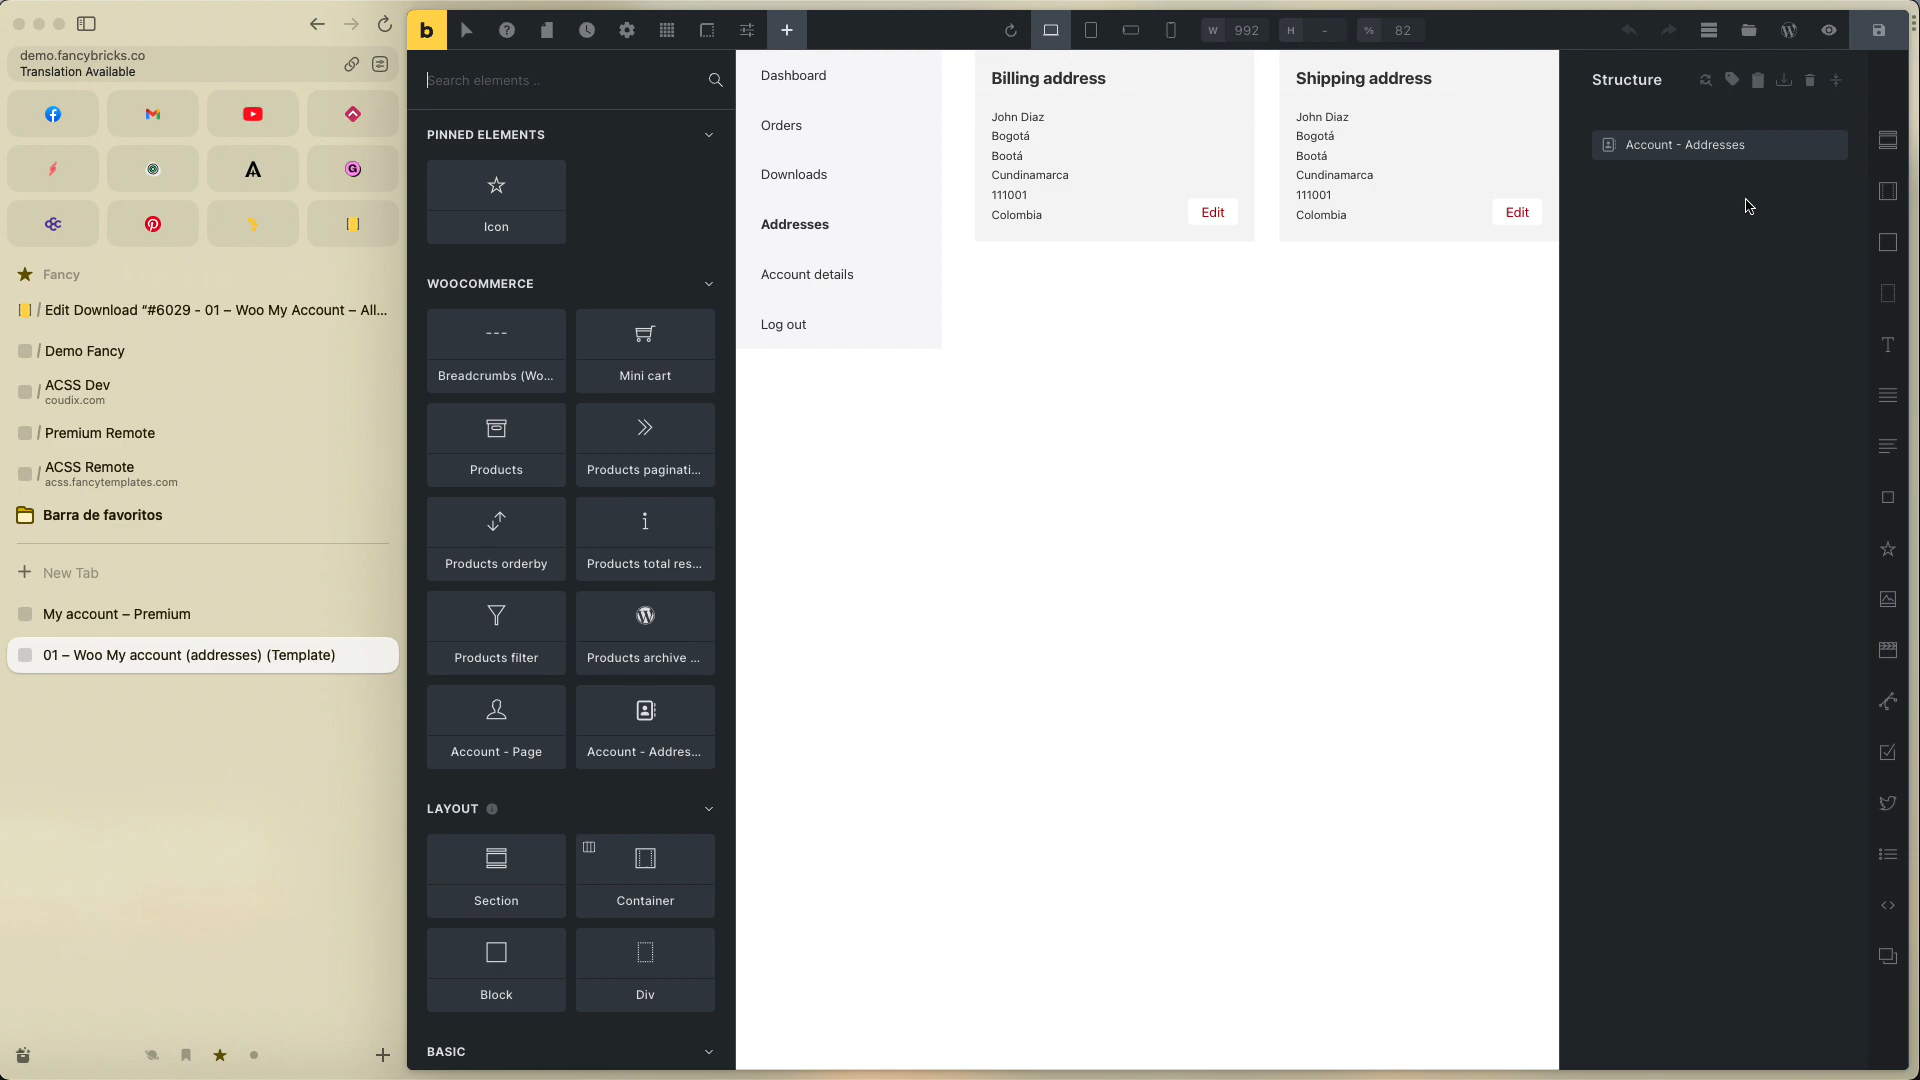 demo.fancybricks.co
Translation Available
Fancy
/ Edit Download “#6029 - 01 – Woo My Account – All...
/ Demo Fancy
/ ACSS Dev
coudix.com
/ Premium Remote
/ ACSS Remote
acss.fancytemplates.com
Barra de favoritos
New Tab
My account – Premium
01 – Woo My account (addresses) (Template)
b
W 992 H - % 82
Search elements ..
PINNED ELEMENTS
Icon
WOOCOMMERCE
Breadcrumbs (Wo...
Mini cart
Products
Products paginati...
Products orderby
Products total res...
Products filter
Products archive ...
Account - Page
Account - Addres...
LAYOUT
Section
Container
Block
Div
BASIC
Dashboard
Orders
Downloads
Addresses
Account details
Log out
Billing address
John Diaz
Bogotá
Bootá
Cundinamarca
111001
Colombia
Edit
Shipping address
John Diaz
Bogotá
Bootá
Cundinamarca
111001
Colombia
Edit
Structure
Account - Addresses